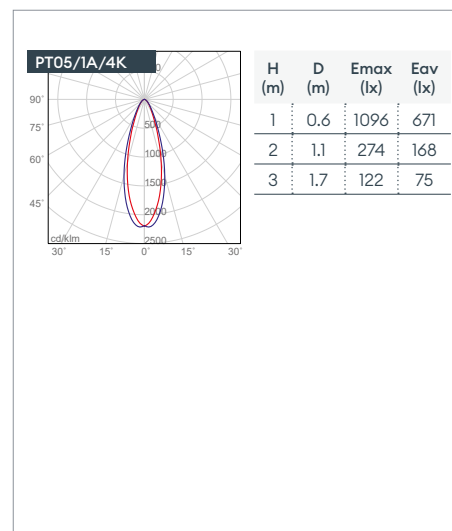 PT05/1A/4K
90°
75°
60°
45°
500
1000
1500
2000
2500
cd/klm
30° 15° 0° 15° 30°
H D Emax Eav
(m) (m) (lx) (lx)
1 0.6 1096 671
2 1.1 274 168
3 1.7 122 75